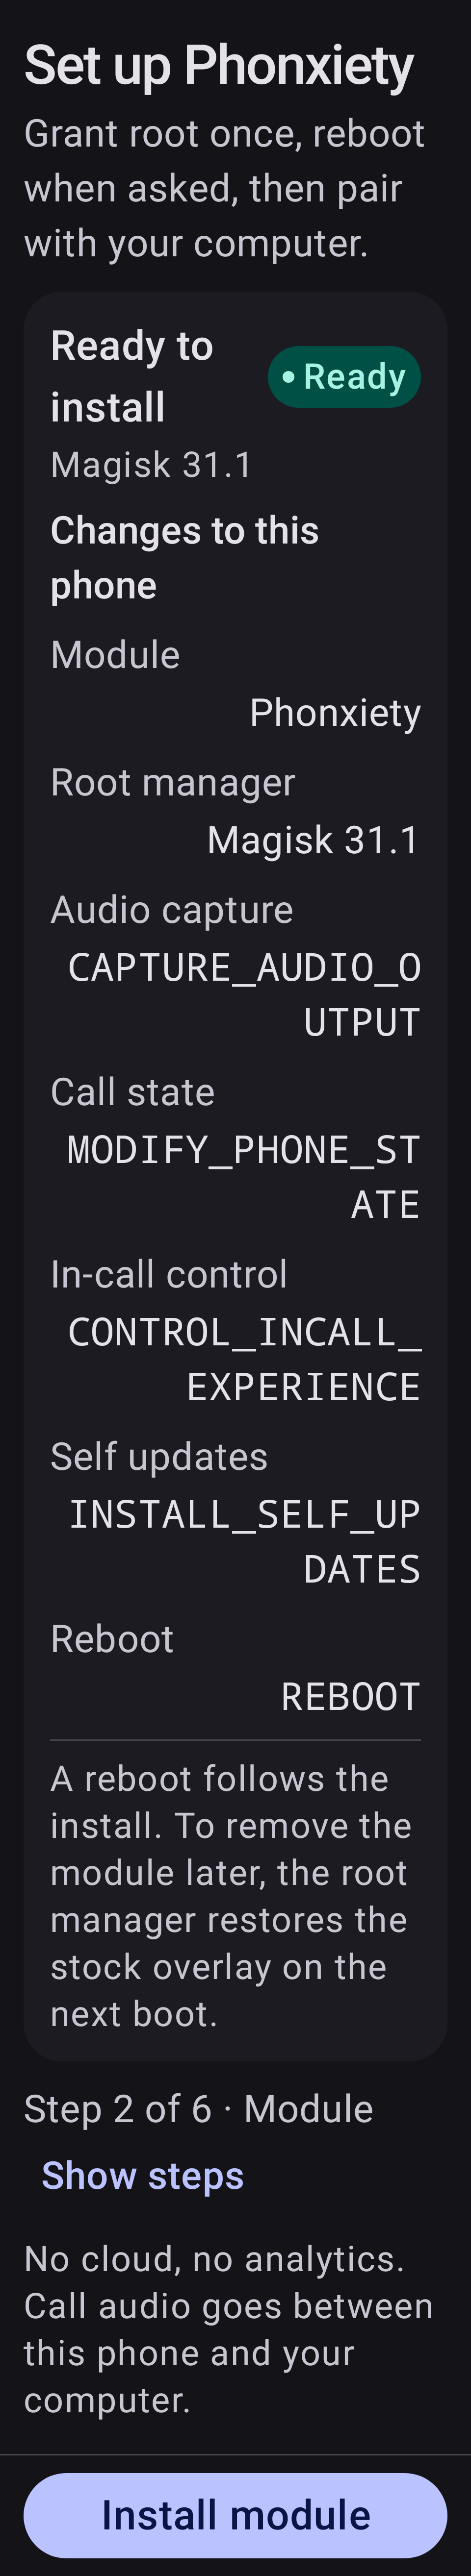 Set up Phonxiety
Grant root once, reboot
when asked, then pair
with your computer.
Ready to
install
• Ready
Magisk 31.1
Changes to this
phone
Module
Phonxiety
Root manager
Magisk 31.1
Audio capture
CAPTURE_AUDIO_O
UTPUT
Call state
MODIFY_PHONE_ST
ATE
In-call control
CONTROL_INCALL_
EXPERIENCE
Self updates
INSTALL_SELF_UP
DATES
Reboot
REBOOT
A reboot follows the
install. To remove the
module later, the root
manager restores the
stock overlay on the
next boot.
Step 2 of 6 · Module
Show steps
No cloud, no analytics.
Call audio goes between
this phone and your
computer.
Install module